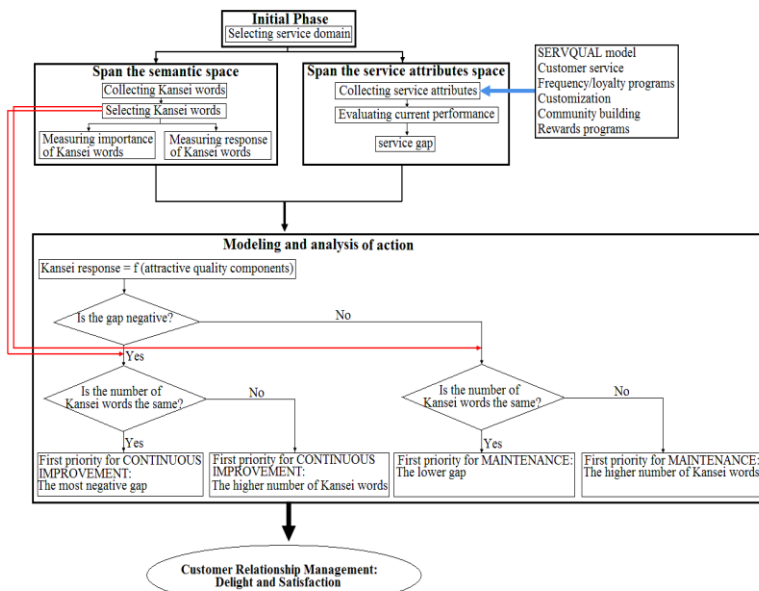 Initial Phase
Selecting service domain
Span the semantic space
Collecting Kansei words
Selecting Kansei words
Measuring importance
of Kansei words
Measuring response
of Kansei words
Span the service attributes space
Collecting service attributes
Evaluating current performance
service gap
SERVQUAL model
Customer service
Frequency/loyalty programs
Customization
Community building
Rewards programs
Modeling and analysis of action
Kansei response = f (attractive quality components)
Is the gap negative?
No
Yes
Is the number of
Kansei words the same?
No
Yes
Is the number of
Kansei words the same?
No
Yes
First priority for CONTINUOUS
IMPROVEMENT:
The most negative gap
First priority for CONTINUOUS
IMPROVEMENT:
The higher number of Kansei words
First priority for MAINTENANCE:
The lower gap
First priority for MAINTENANCE:
The higher number of Kansei words
Customer Relationship Management:
Delight and Satisfaction